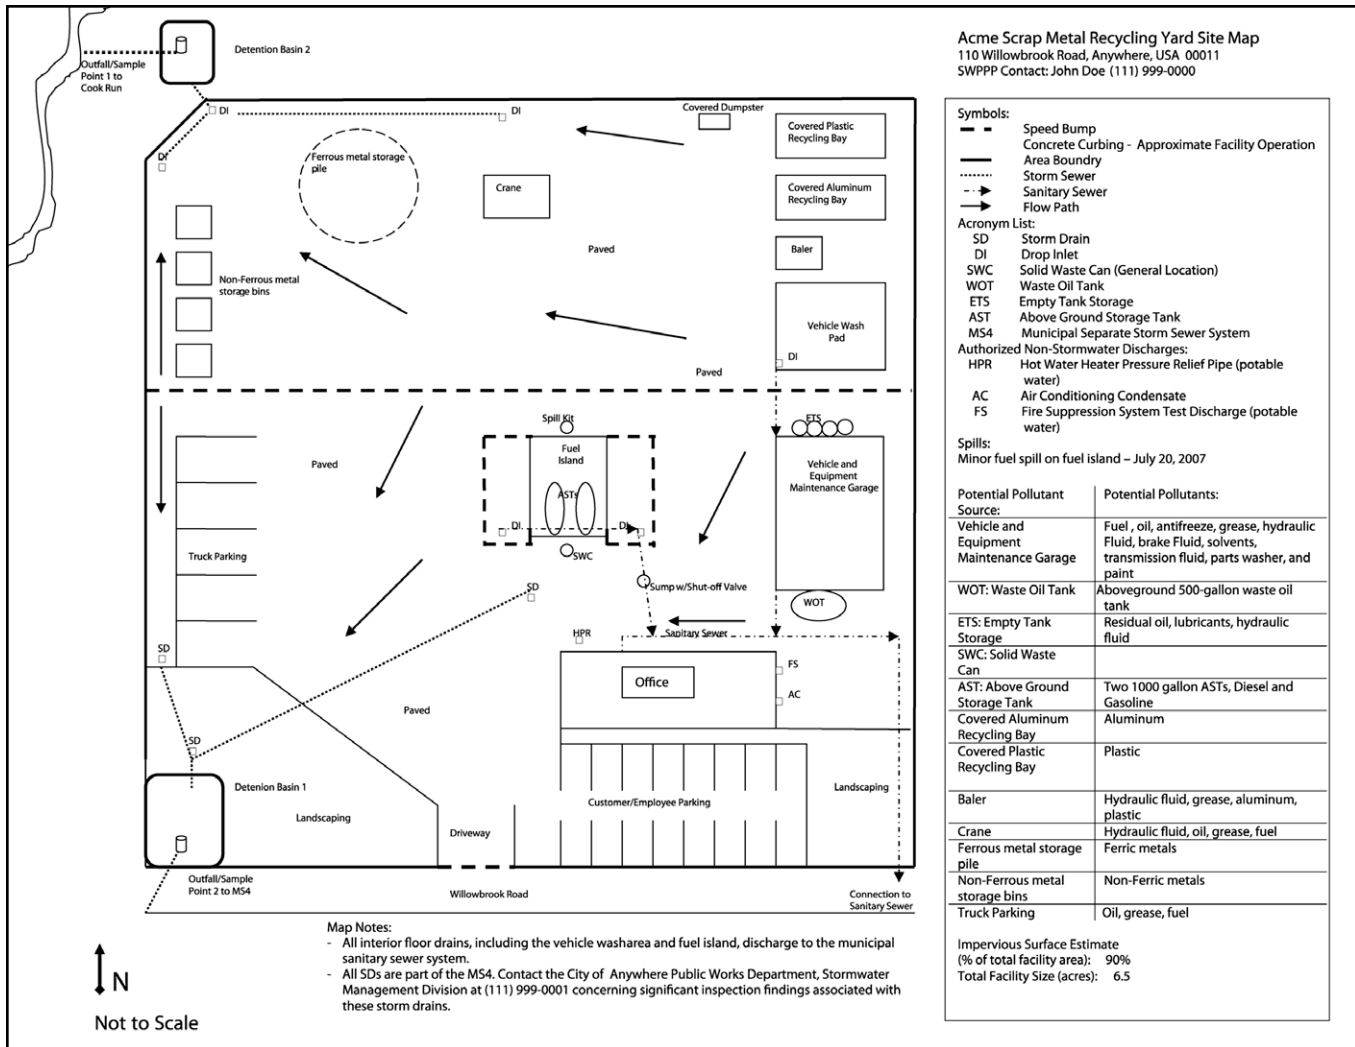 Acme Scrap Metal Recycling Yard Site Map
110 Willowbrook Road, Anywhere, USA 00011
SWPPP Contact: John Doe (111) 999-0000
Detention Basin 2
Outfall/Sample
Point 1 to
Cook Run
DI
DI
DI
Covered Dumpster
Covered Plastic
Recycling Bay
Ferrous metal storage
pile
Crane
Covered Aluminum
Recycling Bay
Paved
Baler
Non-Ferrous metal
storage bins
Vehicle Wash
Pad
DI
Paved
Spill Kit
ETS
Fuel
Island
Paved
Vehicle and
Equipment
Maintenance Garage
ASTs
DI
DI
Truck Parking
SWC
SD
Sump w/Shut-off Valve
WOT
HPR
Sanitary Sewer
SD
FS
Office
AC
Paved
SD
Detenion Basin 1
Landscaping
Landscaping
Customer/Employee Parking
Driveway
Outfall/Sample
Point 2 to MS4
Willowbrook Road
Connection to
Sanitary Sewer
Map Notes:
- All interior floor drains, including the vehicle washarea and fuel island, discharge to the municipal
sanitary sewer system.
- All SDs are part of the MS4. Contact the City of Anywhere Public Works Department, Stormwater
Management Division at (111) 999-0001 concerning significant inspection findings associated with
these storm drains.
N
Not to Scale
Symbols:
Speed Bump
Concrete Curbing - Approximate Facility Operation
Area Boundry
Storm Sewer
Sanitary Sewer
Flow Path
Acronym List:
SD Storm Drain
DI Drop Inlet
SWC Solid Waste Can (General Location)
WOT Waste Oil Tank
ETS Empty Tank Storage
AST Above Ground Storage Tank
MS4 Municipal Separate Storm Sewer System
Authorized Non-Stormwater Discharges:
HPR Hot Water Heater Pressure Relief Pipe (potable
water)
AC Air Conditioning Condensate
FS Fire Suppression System Test Discharge (potable
water)
Spills:
Minor fuel spill on fuel island – July 20, 2007
Potential Pollutant Potential Pollutants:
Source:
Vehicle and Fuel , oil, antifreeze, grease, hydraulic
Equipment Fluid, brake Fluid, solvents,
Maintenance Garage transmission fluid, parts washer, and
paint
WOT: Waste Oil Tank Aboveground 500-gallon waste oil
tank
ETS: Empty Tank Residual oil, lubricants, hydraulic
Storage fluid
SWC: Solid Waste
Can
AST: Above Ground Two 1000 gallon ASTs, Diesel and
Storage Tank Gasoline
Covered Aluminum Aluminum
Recycling Bay
Covered Plastic Plastic
Recycling Bay
Baler Hydraulic fluid, grease, aluminum,
plastic
Crane Hydraulic fluid, oil, grease, fuel
Ferrous metal storage Ferric metals
pile
Non-Ferrous metal Non-Ferric metals
storage bins
Truck Parking Oil, grease, fuel
Impervious Surface Estimate
(% of total facility area): 90%
Total Facility Size (acres): 6.5